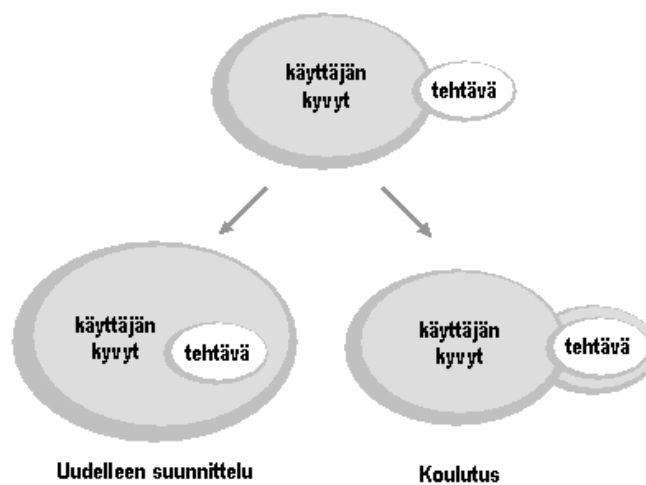 käyttäjän
kyvyt
tehtävä
käyttäjän
kyvyt
tehtävä
käyttäjän
kyvyt
tehtävä
Uudelleen suunnittelu
Koulutus